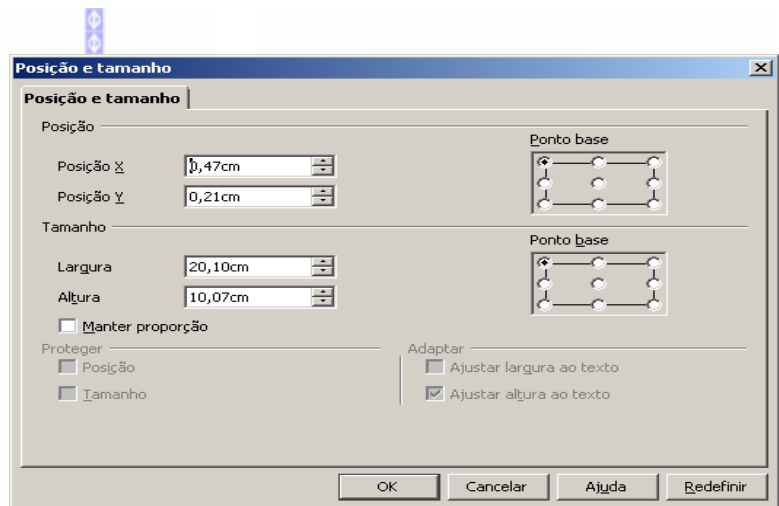 Posição e tamanho
Posição e tamanho
Posição
Ponto base
Posição X 0,47cm
Posição Y 0,21cm
Tamanho
Ponto base
Largura 20,10cm
Altura 10,07cm
Manter proporção
Proteger Adaptar
Posição Ajustar largura ao texto
Tamanho Ajustar altura ao texto
OK Cancelar Ajuda Redefinir